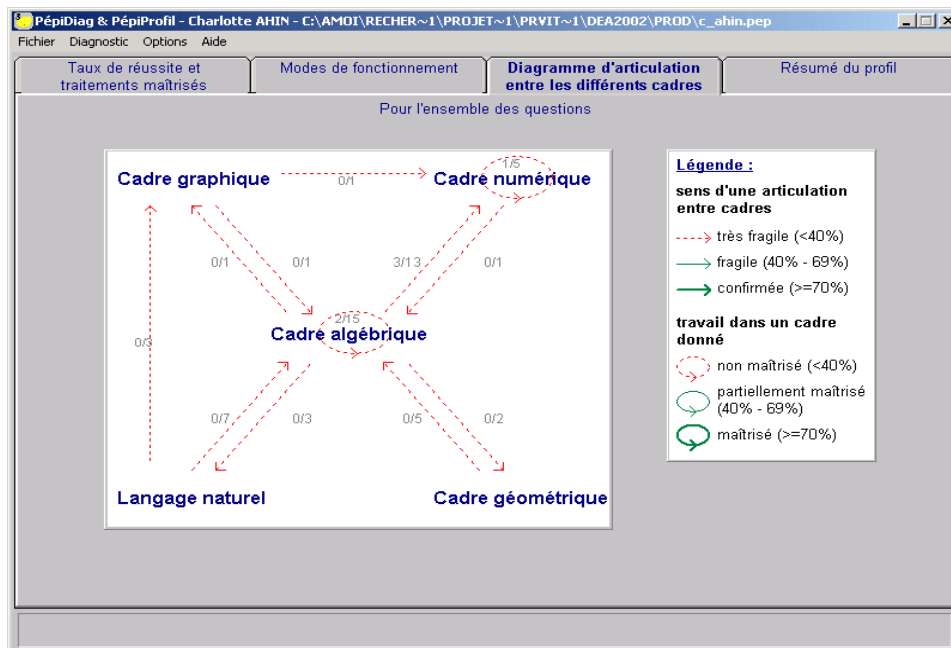 PépiDiag & PépiProfil - Charlotte AHIN - C:\AMOI\RECHER~1\PROJET~1\PRVIT~1\DEA2002\PROD\c_ahin.pep
Fichier Diagnostic Options Aide
Taux de réussite et
traitements maîtrisés
Modes de fonctionnement
Diagramme d'articulation
entre les différents cadres
Résumé du profil
Pour l'ensemble des questions
1/5
Cadre graphique
0/1
Cadre numérique
0/1
0/1
3/13
0/1
2/15
Cadre algébrique
0/3
0/7
0/3
0/5
0/2
Langage naturel
Cadre géométrique
Légende :
sens d'une articulation
entre cadres
très fragile (<40%)
fragile (40% - 69%)
confirmée (>=70%)
travail dans un cadre
donné
non maîtrisé (<40%)
partiellement maîtrisé
(40% - 69%)
maîtrisé (>=70%)